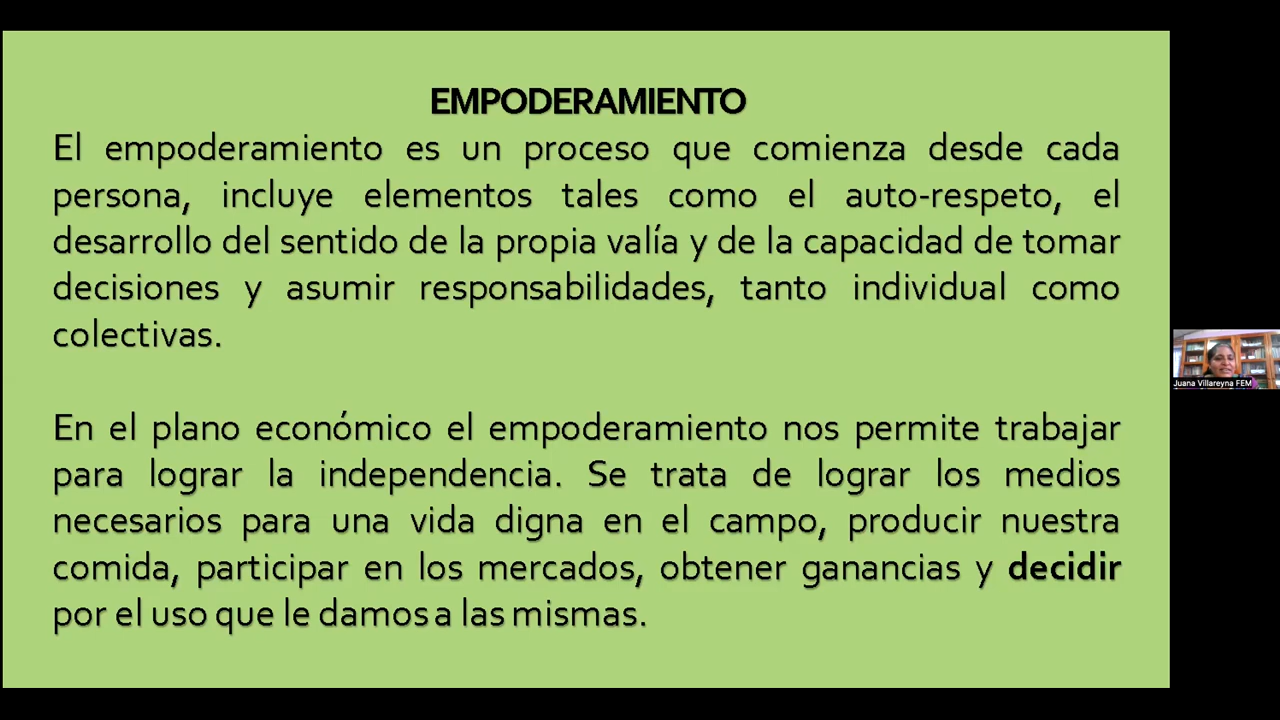 EMPODERAMIENTO
El empoderamiento es un proceso que comienza desde cada
persona, incluye elementos tales como el auto-respeto, el
desarrollo del sentido de la propia valía y de la capacidad de tomar
decisiones y asumir responsabilidades, tanto individual como
colectivas.
En el plano económico el empoderamiento nos permite trabajar
para lograr la independencia. Se trata de lograr los medios
necesarios para una vida digna en el campo, producir nuestra
comida, participar en los mercados, obtener ganancias y decidir
por el uso que le damos a las mismas.
Juana Villareyna FEM